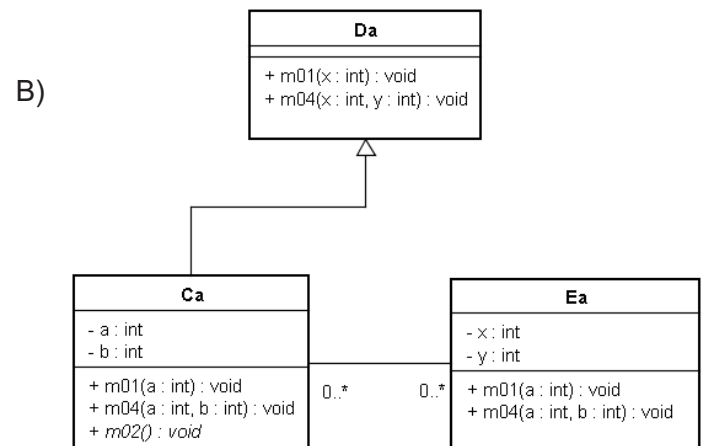 B)
Da
+ m01(x : int) : void
+ m04(x : int, y : int) : void
Ca
- a : int
- b : int
+ m01(a : int) : void
+ m04(a : int, b : int) : void
+ m02() : void
0..*
0..*
Ea
- x : int
- y : int
+ m01(a : int) : void
+ m04(a : int, b : int) : void